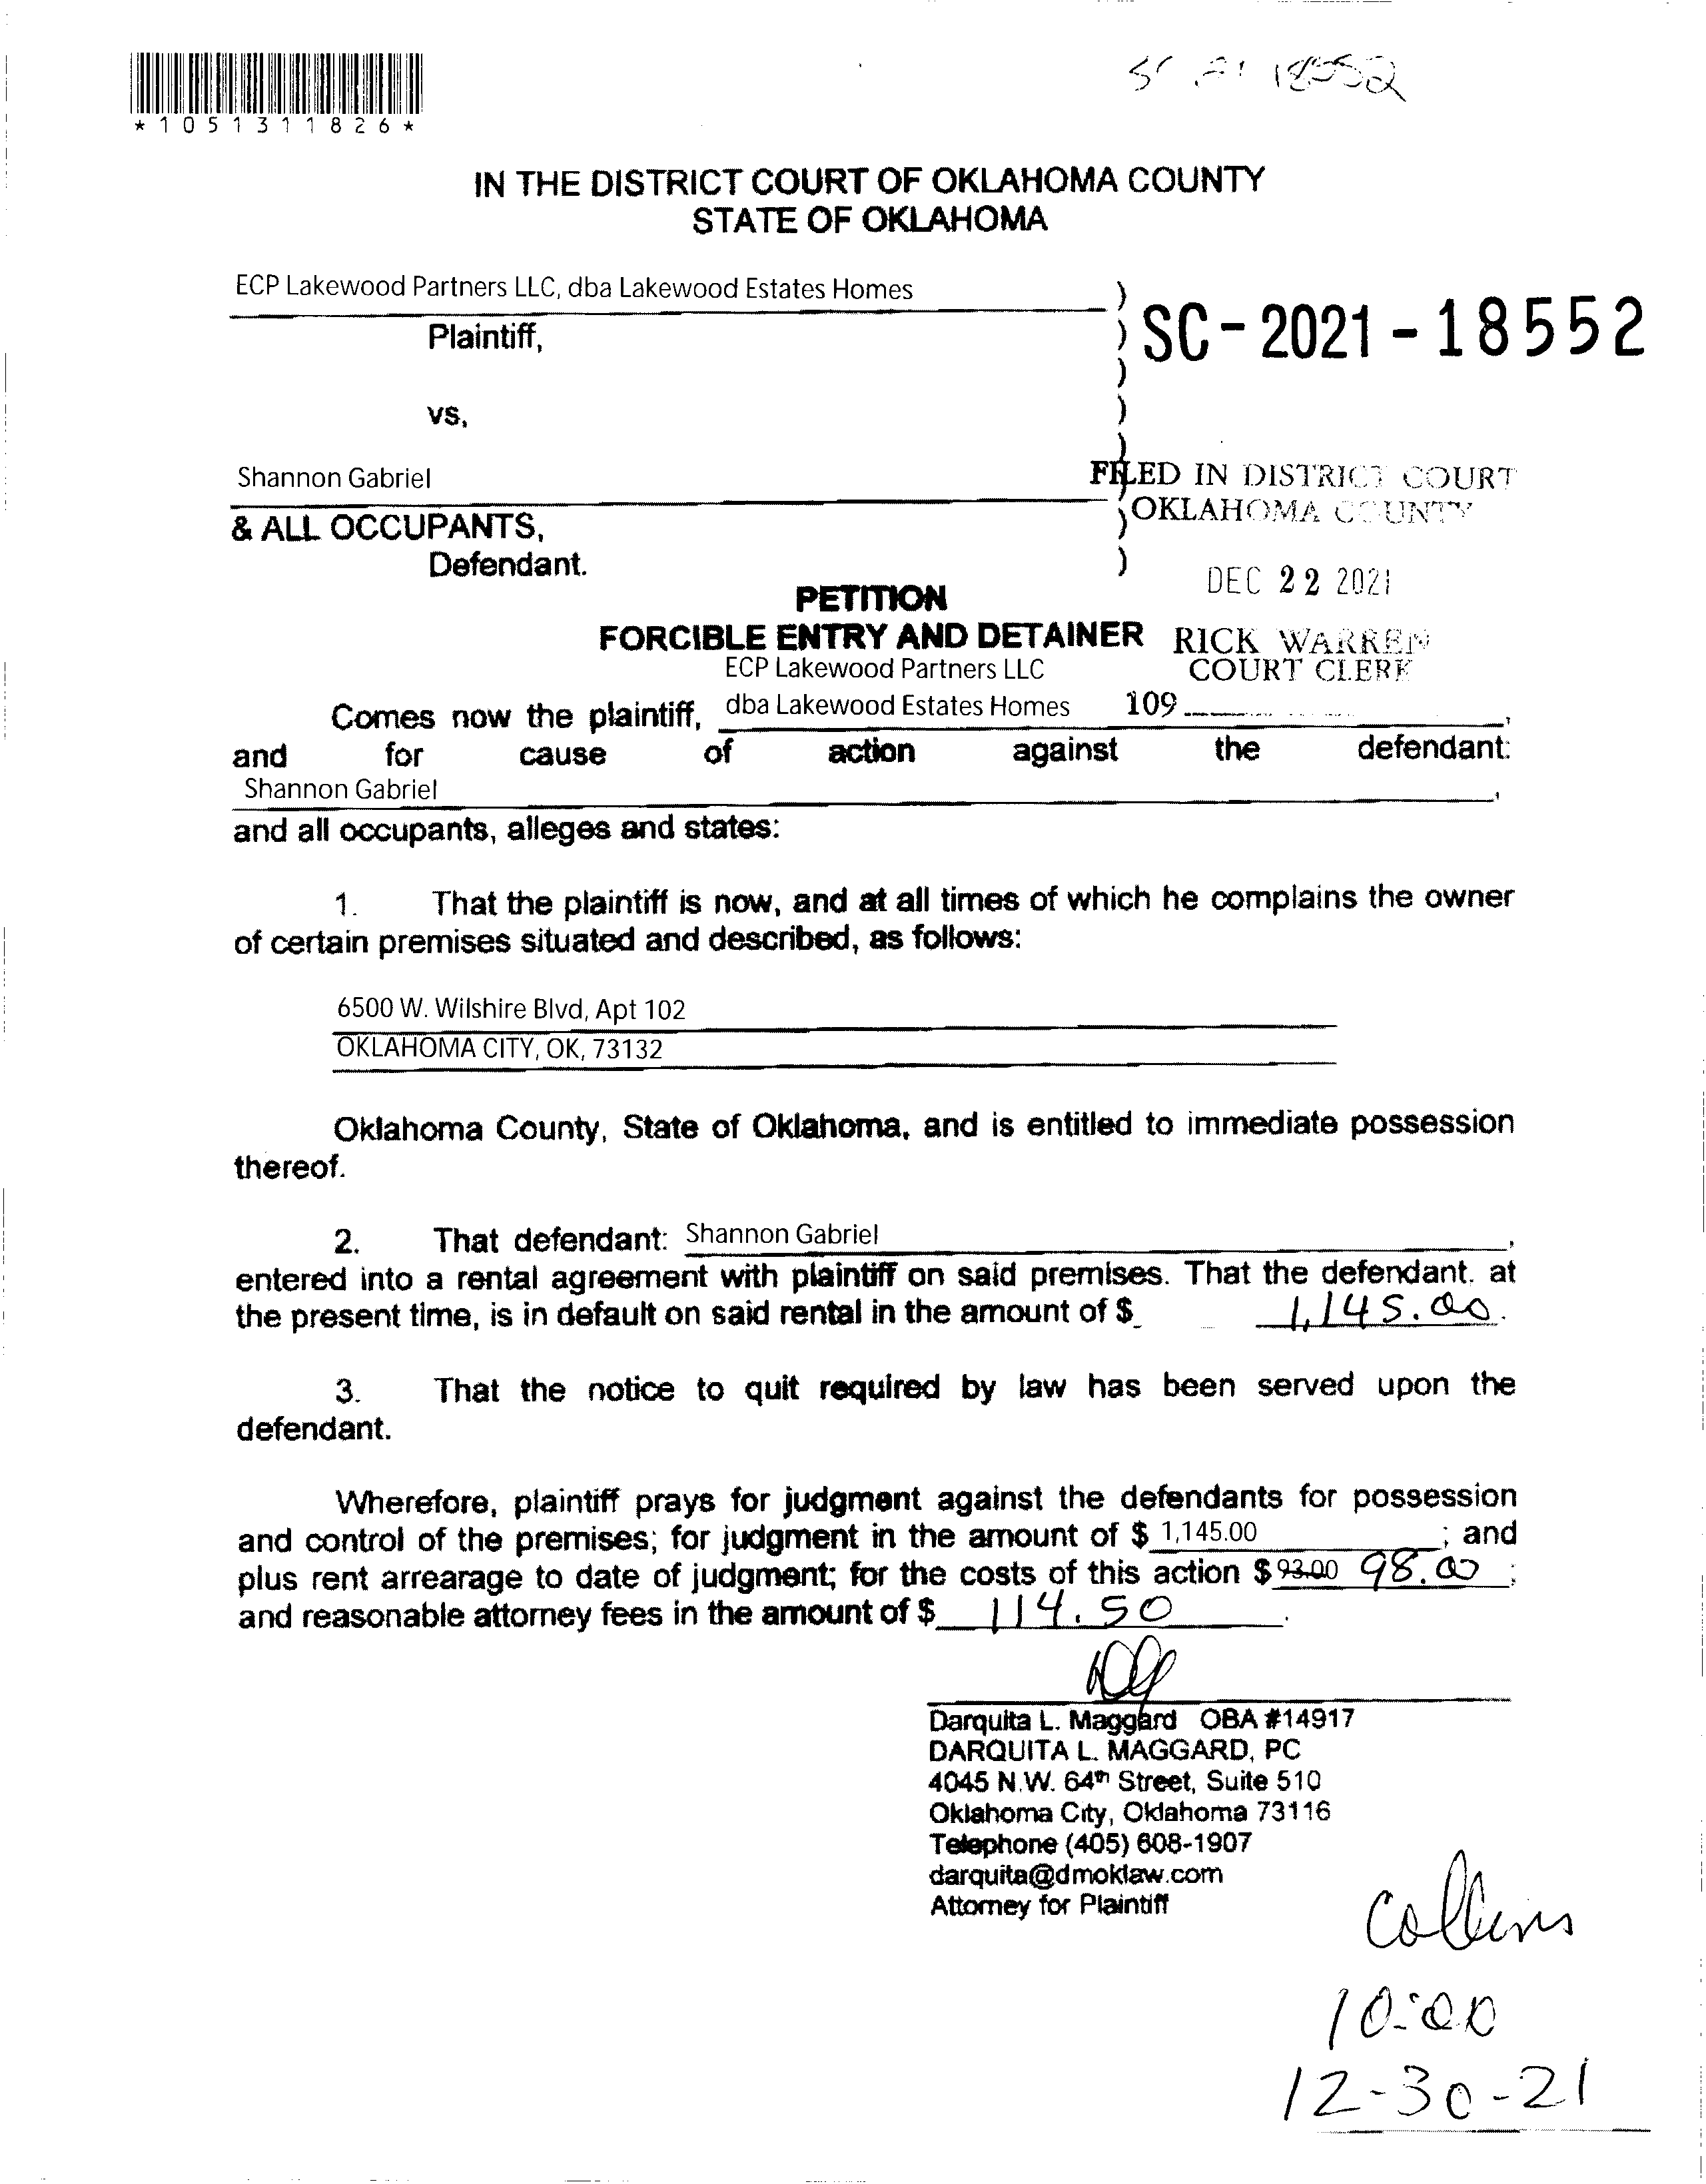 SC 21 18552
*1051311826*
IN THE DISTRICT COURT OF OKLAHOMA COUNTY
STATE OF OKLAHOMA
ECP Lakewood Partners LLC, dba Lakewood Estates Homes )
Plaintiff, ) SC-2021-18552
)
vs, )
)
Shannon Gabriel FILED IN DISTRICT COURT
& ALL OCCUPANTS, ) OKLAHOMA COUNTY
Defendant. )
DEC 22 2021
PETITION
FORCIBLE ENTRY AND DETAINER RICK WARREN
ECP Lakewood Partners LLC COURT CLERK
Comes now the plaintiff, dba Lakewood Estates Homes 109 ,
and for cause of action against the defendant:
Shannon Gabriel ,
and all occupants, alleges and states:
1. That the plaintiff is now, and at all times of which he complains the owner
of certain premises situated and described, as follows:
6500 W. Wilshire Blvd, Apt 102
OKLAHOMA CITY, OK, 73132
Oklahoma County, State of Oklahoma, and is entitled to immediate possession
thereof.
2. That defendant: Shannon Gabriel ,
entered into a rental agreement with plaintiff on said premises. That the defendant, at
the present time, is in default on said rental in the amount of $ 1,145.00.
3. That the notice to quit required by law has been served upon the
defendant.
Wherefore, plaintiff prays for judgment against the defendants for possession
and control of the premises; for judgment in the amount of $ 1,145.00 ; and
plus rent arrearage to date of judgment; for the costs of this action $ 93.00 98.00 ;
and reasonable attorney fees in the amount of $ 114.50 .
Darquita L. Maggard OBA #14917
DARQUITA L. MAGGARD, PC
4045 N.W. 64th Street, Suite 510
Oklahoma City, Oklahoma 73116
Telephone (405) 608-1907
darquita@dmoklaw.com
Attorney for Plaintiff
Collins
10:00
12-30-21